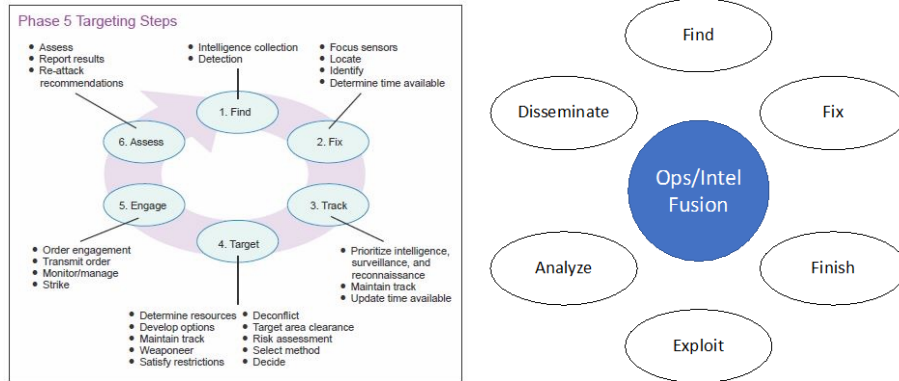 Phase 5 Targeting Steps
• Assess
• Report results
• Re-attack
recommendations
• Intelligence collection
• Detection
• Focus sensors
• Locate
• Identify
• Determine time available
1. Find
2. Fix
3. Track
4. Target
5. Engage
6. Assess
• Order engagement
• Transmit order
• Monitor/manage
• Strike
• Prioritize intelligence,
surveillance, and
reconnaissance
• Maintain track
• Update time available
• Determine resources
• Develop options
• Maintain track
• Weaponeer
• Satisfy restrictions
• Deconflict
• Target area clearance
• Risk assessment
• Select method
• Decide
Find
Fix
Finish
Exploit
Analyze
Disseminate
Ops/Intel
Fusion